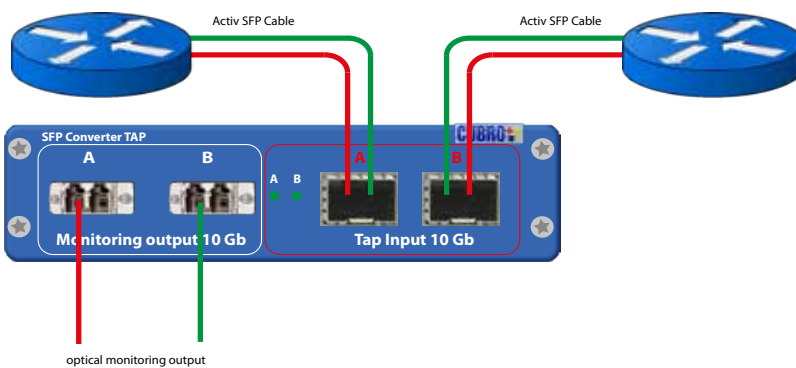 Activ SFP Cable
Activ SFP Cable
SFP Converter TAP
CUBRO
A
B
A
B
A
B
Monitoring output 10 Gb
Tap Input 10 Gb
optical monitoring output